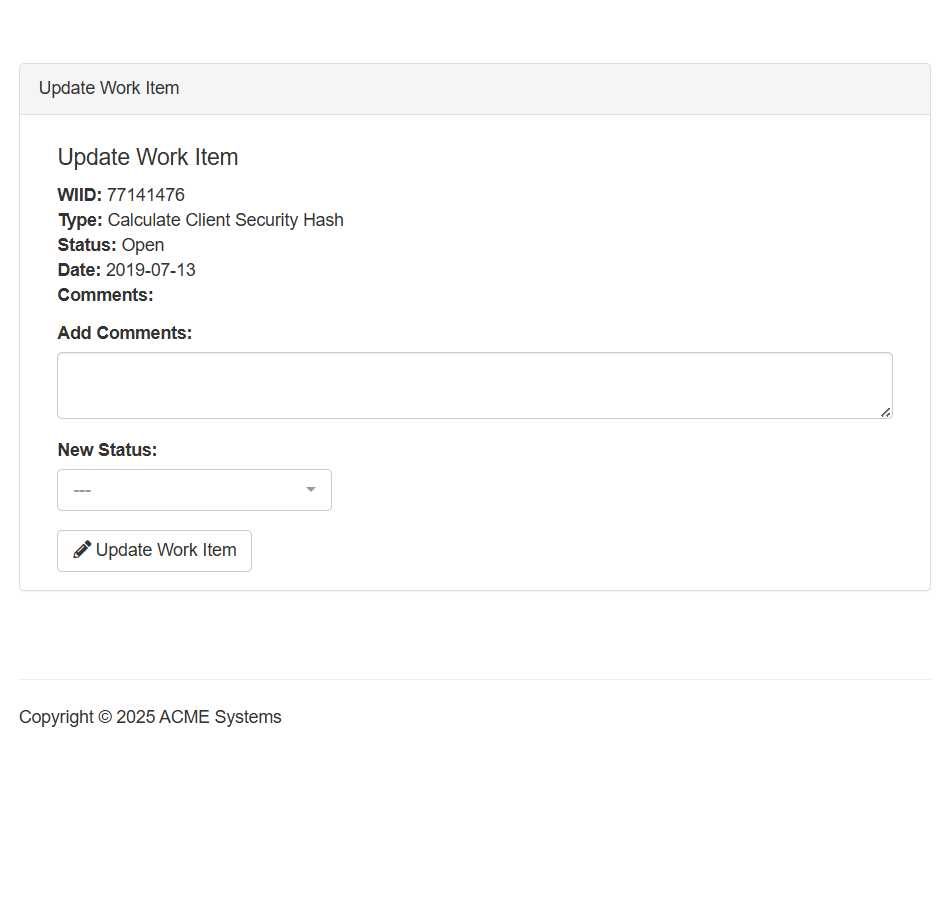 Update Work Item
Update Work Item
WIID: 77141476
Type: Calculate Client Security Hash
Status: Open
Date: 2019-07-13
Comments:
Add Comments:
New Status:
---
Update Work Item
Copyright © 2025 ACME Systems